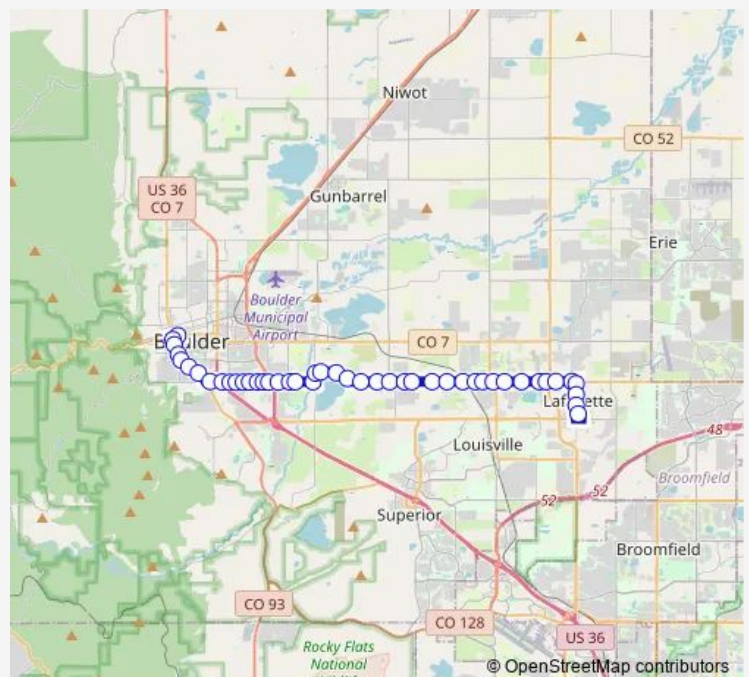 Niwot
CO 52
US 36
CO 7
Gunbarrel
Erie
Boulder
Municipal
Airport
Boulder
CO 7
Lafayette
Louisville
48
Broomfield
52
52
Superior
Broomfield
CO 93
CO 128
US 36
Rocky Flats
National
© OpenStreetMap contributors